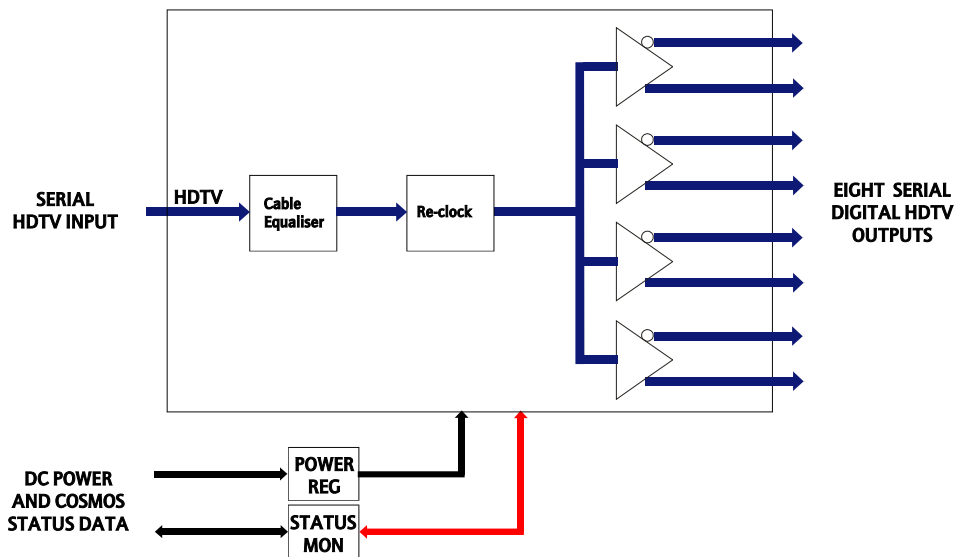 SERIAL
HDTV INPUT
HDTV
Cable
Equaliser
Re-clock
EIGHT SERIAL
DIGITAL HDTV
OUTPUTS
DC POWER
AND COSMOS
STATUS DATA
POWER
REG
STATUS
MON